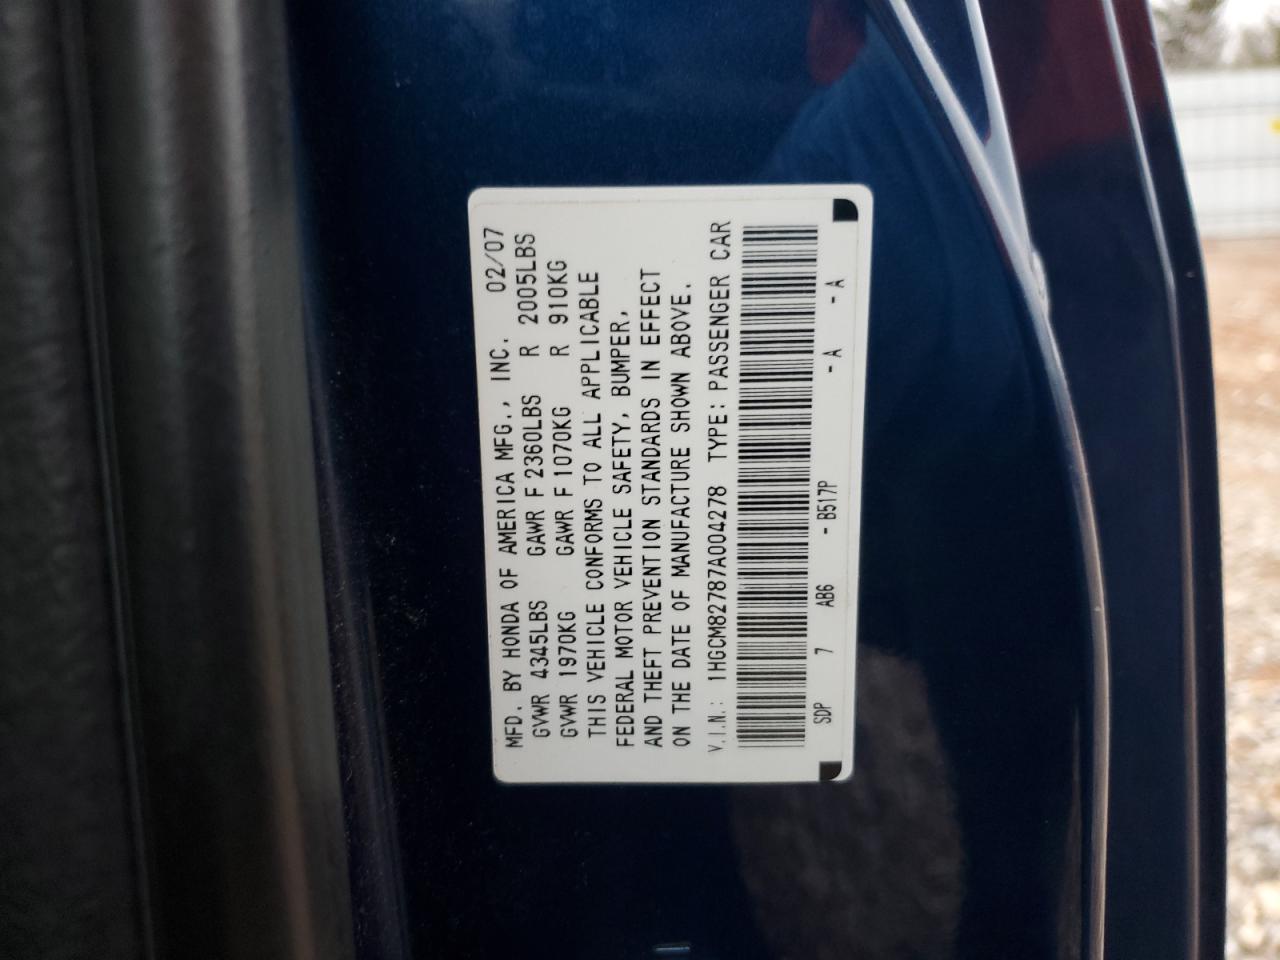 MFD. BY HONDA OF AMERICA MFG., INC. 02/07
GVWR 4345LBS GAWR F 2360LBS R 2005LBS
GVWR 1970KG GAWR F 1070KG R 910KG
THIS VEHICLE CONFORMS TO ALL APPLICABLE
FEDERAL MOTOR VEHICLE SAFETY, BUMPER,
AND THEFT PREVENTION STANDARDS IN EFFECT
ON THE DATE OF MANUFACTURE SHOWN ABOVE.
V.I.N.: 1HGCM82787A004278 TYPE: PASSENGER CAR
SDP 7 AB6 - B517P - A - A